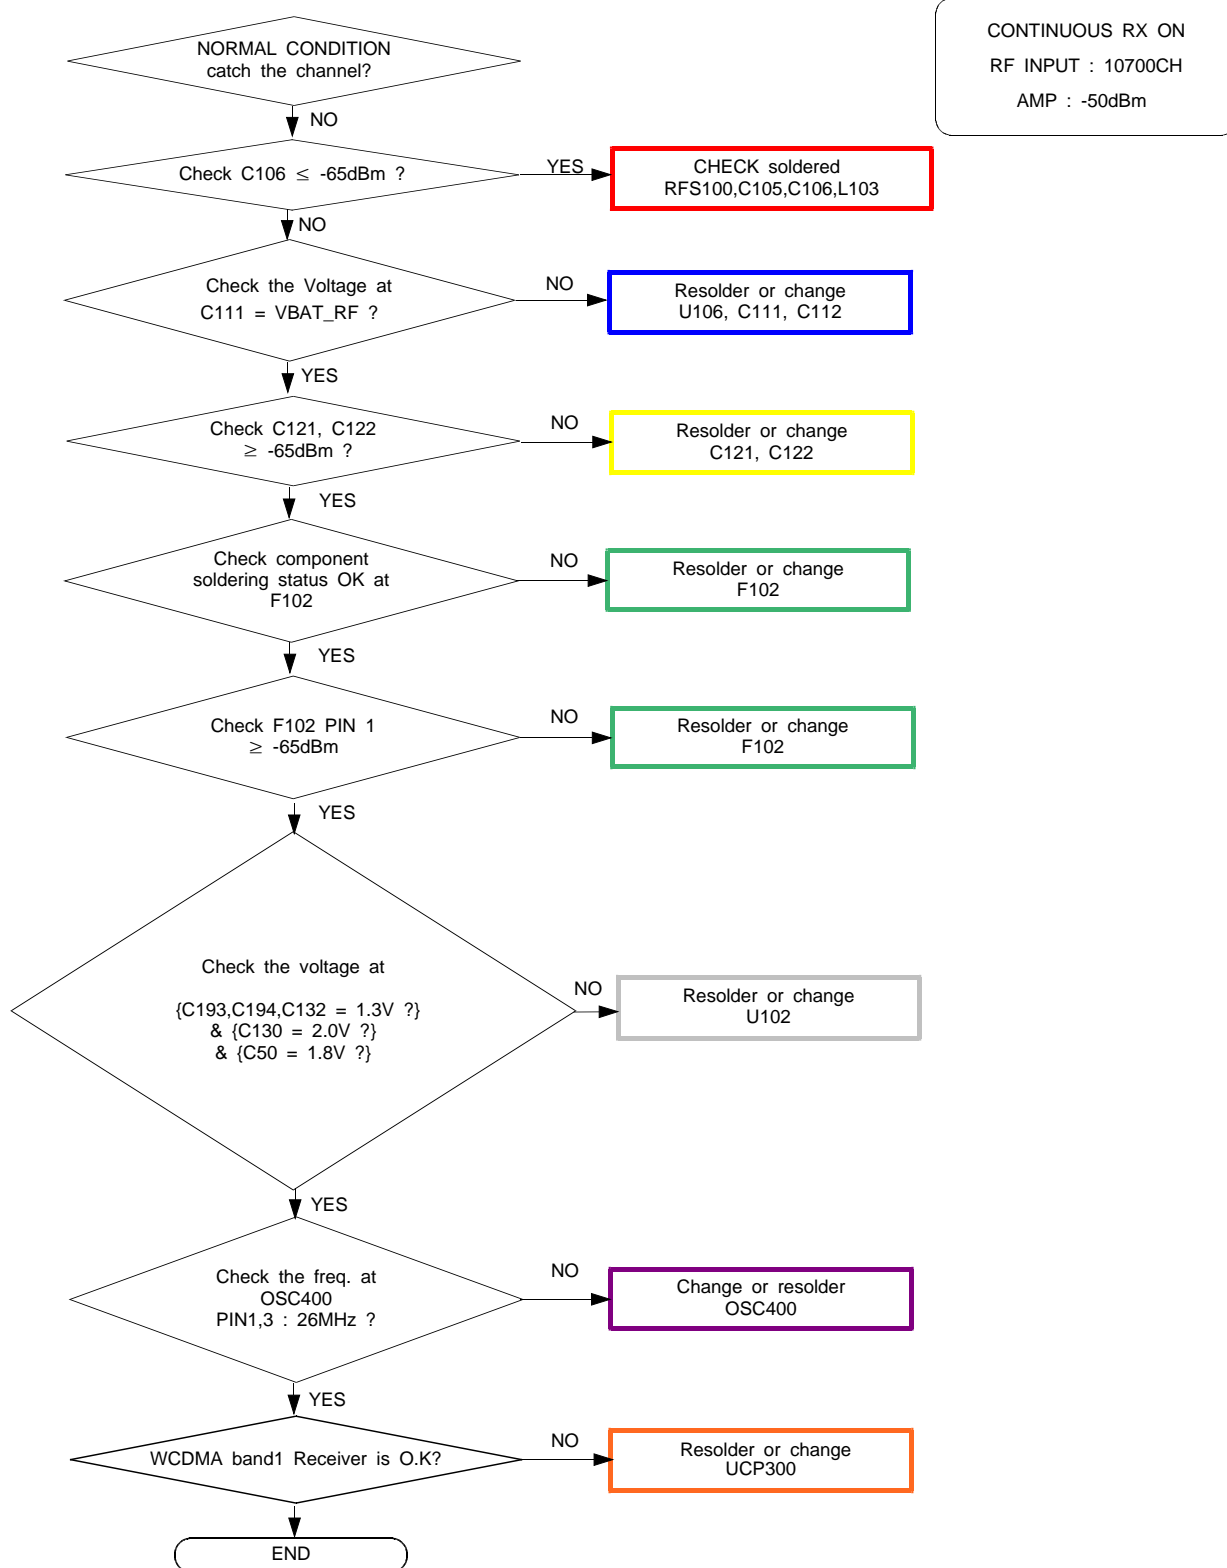 CONTINUOUS RX ON
RF INPUT : 10700CH
AMP : -50dBm
NORMAL CONDITION
catch the channel?
NO
Check C106 ≤ -65dBm ?
YES
CHECK soldered
RFS100,C105,C106,L103
NO
Check the Voltage at
C111 = VBAT_RF ?
NO
Resolder or change
U106, C111, C112
YES
Check C121, C122
≥ -65dBm ?
NO
Resolder or change
C121, C122
YES
Check component
soldering status OK at
F102
NO
Resolder or change
F102
YES
Check F102 PIN 1
≥ -65dBm
NO
Resolder or change
F102
YES
Check the voltage at
{C193,C194,C132 = 1.3V ?}
& {C130 = 2.0V ?}
& {C50 = 1.8V ?}
NO
Resolder or change
U102
YES
Check the freq. at
OSC400
PIN1,3 : 26MHz ?
NO
Change or resolder
OSC400
YES
WCDMA band1 Receiver is O.K?
NO
Resolder or change
UCP300
END